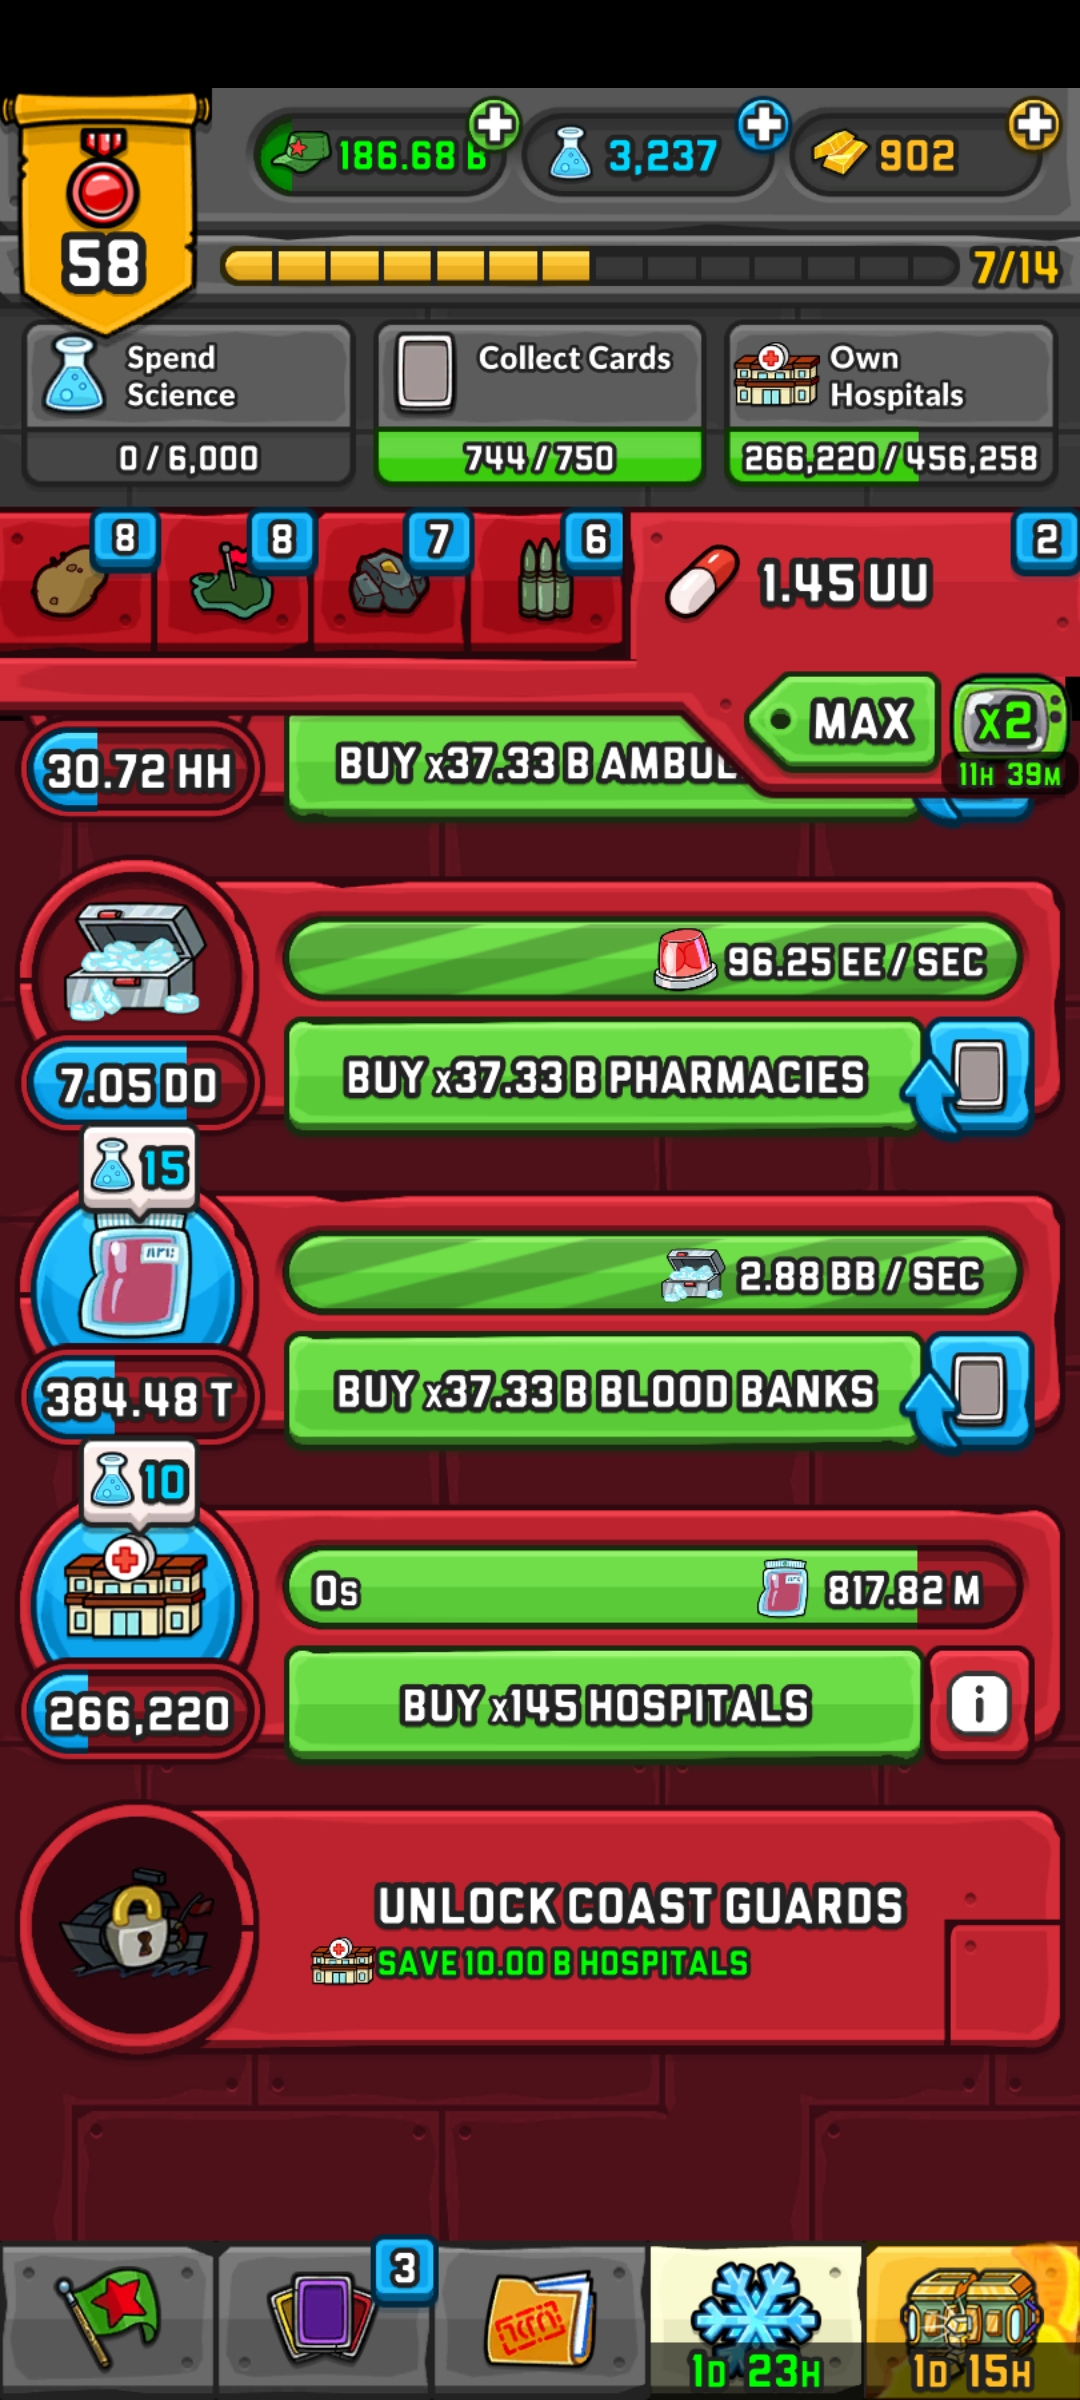 58
186.68 B
3,237
902
7/14
Spend
Science
0 / 6,000
Collect Cards
744 / 750
Own
Hospitals
266,220 / 456,258
8
8
7
6
1.45 UU
2
MAX
x2
11H 39M
30.72 HH
BUY x37.33 B AMBUL
96.25 EE / SEC
7.05 DD
BUY x37.33 B PHARMACIES
15
2.88 BB / SEC
384.48 T
BUY x37.33 B BLOOD BANKS
10
0s
817.82 M
266,220
BUY x145 HOSPITALS
i
UNLOCK COAST GUARDS
SAVE 10.00 B HOSPITALS
3
1D 23H
1D 15H